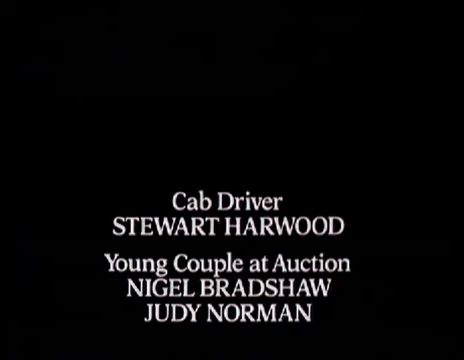 Cab Driver
STEWART HARWOOD
Young Couple at Auction
NIGEL BRADSHAW
JUDY NORMAN